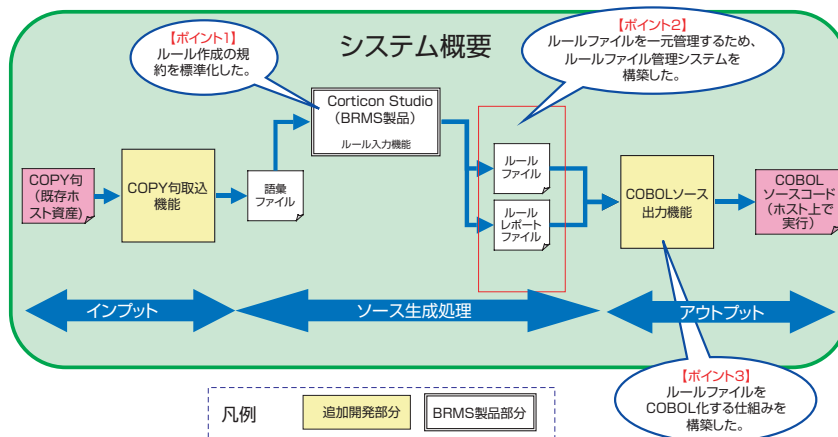 システム概要
【ポイント1】
ルール作成の規
約を標準化した。
【ポイント2】
ルールファイルを一元管理するため、
ルールファイル管理システムを
構築した。
Corticon Studio
（BRMS製品）
ルール入力機能
COPY句
（既存ホ
スト資産）
COPY句取込
機能
語彙
ファイル
ルール
ファイル
ルール
レポート
ファイル
COBOLソース
出力機能
COBOL
ソースコード
（ホスト上で
実行）
インプット
ソース生成処理
アウトプット
【ポイント3】
ルールファイルを
COBOL化する仕組みを
構築した。
凡例
追加開発部分
BRMS製品部分